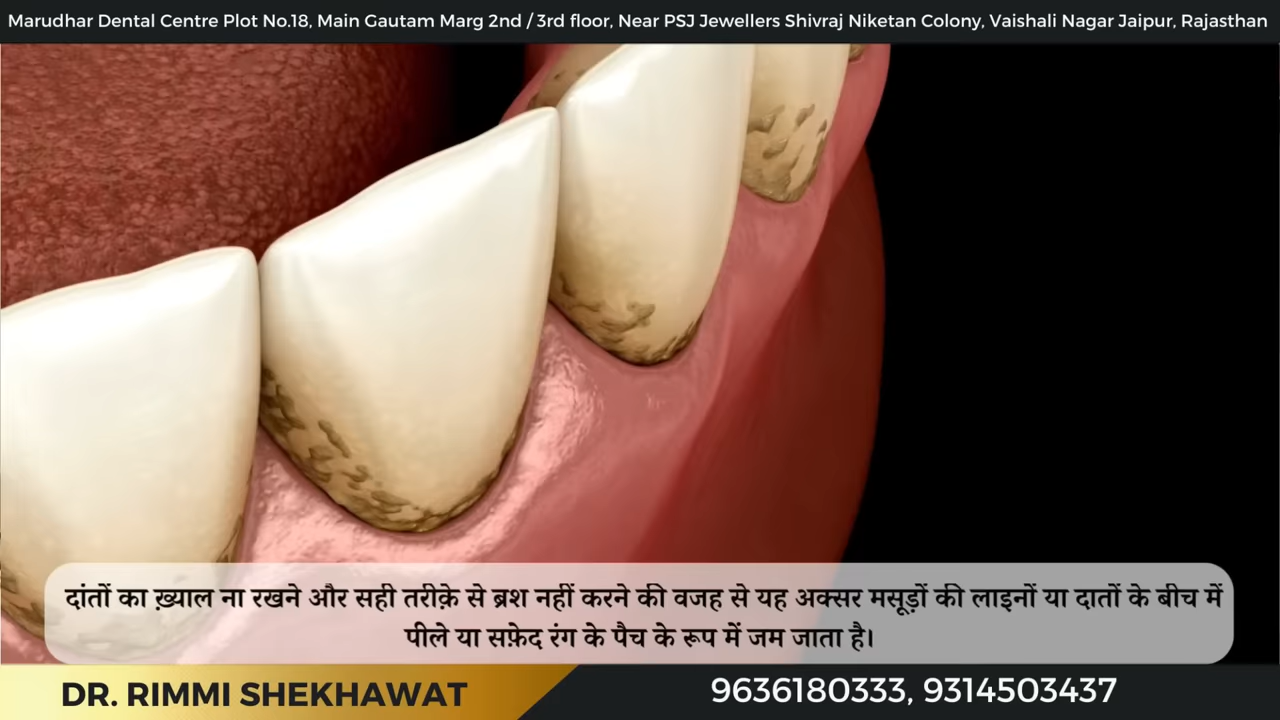 Marudhar Dental Centre Plot No.18, Main Gautam Marg 2nd / 3rd floor, Near PSJ Jewellers Shivraj Niketan Colony, Vaishali Nagar Jaipur, Rajasthan
दांतों का ख़्याल ना रखने और सही तरीक़े से ब्रश नहीं करने की वजह से यह अक्सर मसूड़ों की लाइनों या दातों के बीच में
पीले या सफ़ेद रंग के पैच के रूप में जम जाता है।
DR. RIMMI SHEKHAWAT
9636180333, 9314503437